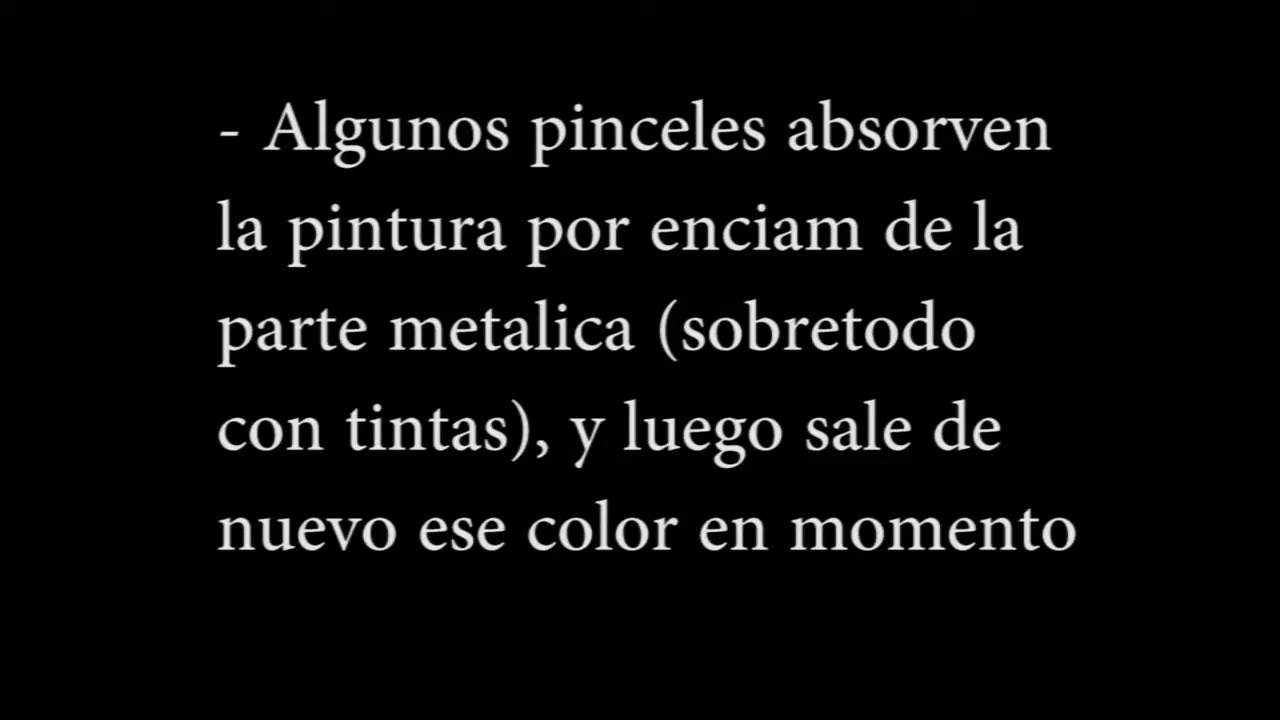 - Algunos pinceles absorven
la pintura por enciam de la
parte metalica (sobretodo
con tintas), y luego sale de
nuevo ese color en momento